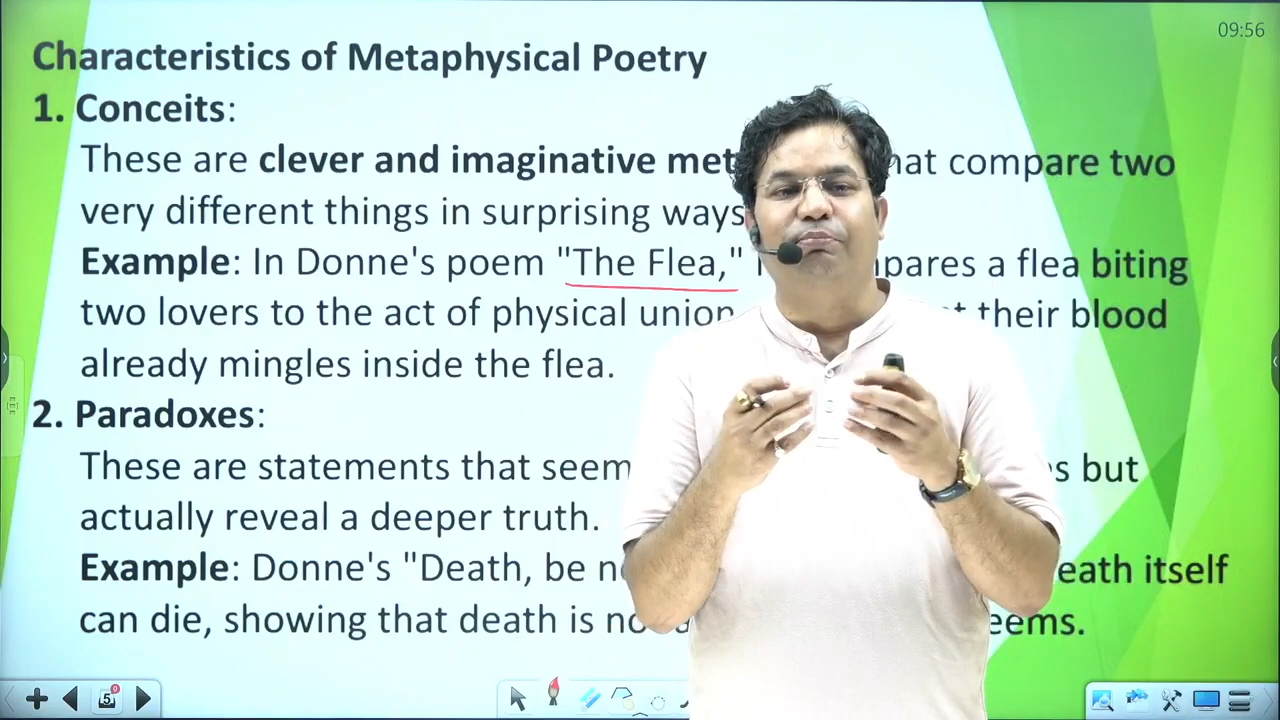 09:56
Characteristics of Metaphysical Poetry
1. Conceits:
These are clever and imaginative met hat compare two
very different things in surprising ways
Example: In Donne's poem "The Flea," pares a flea biting
two lovers to the act of physical union their blood
already mingles inside the flea.
2. Paradoxes:
These are statements that seem s but
actually reveal a deeper truth.
Example: Donne's "Death, be eath itself
can die, showing that death is eems.
5
0